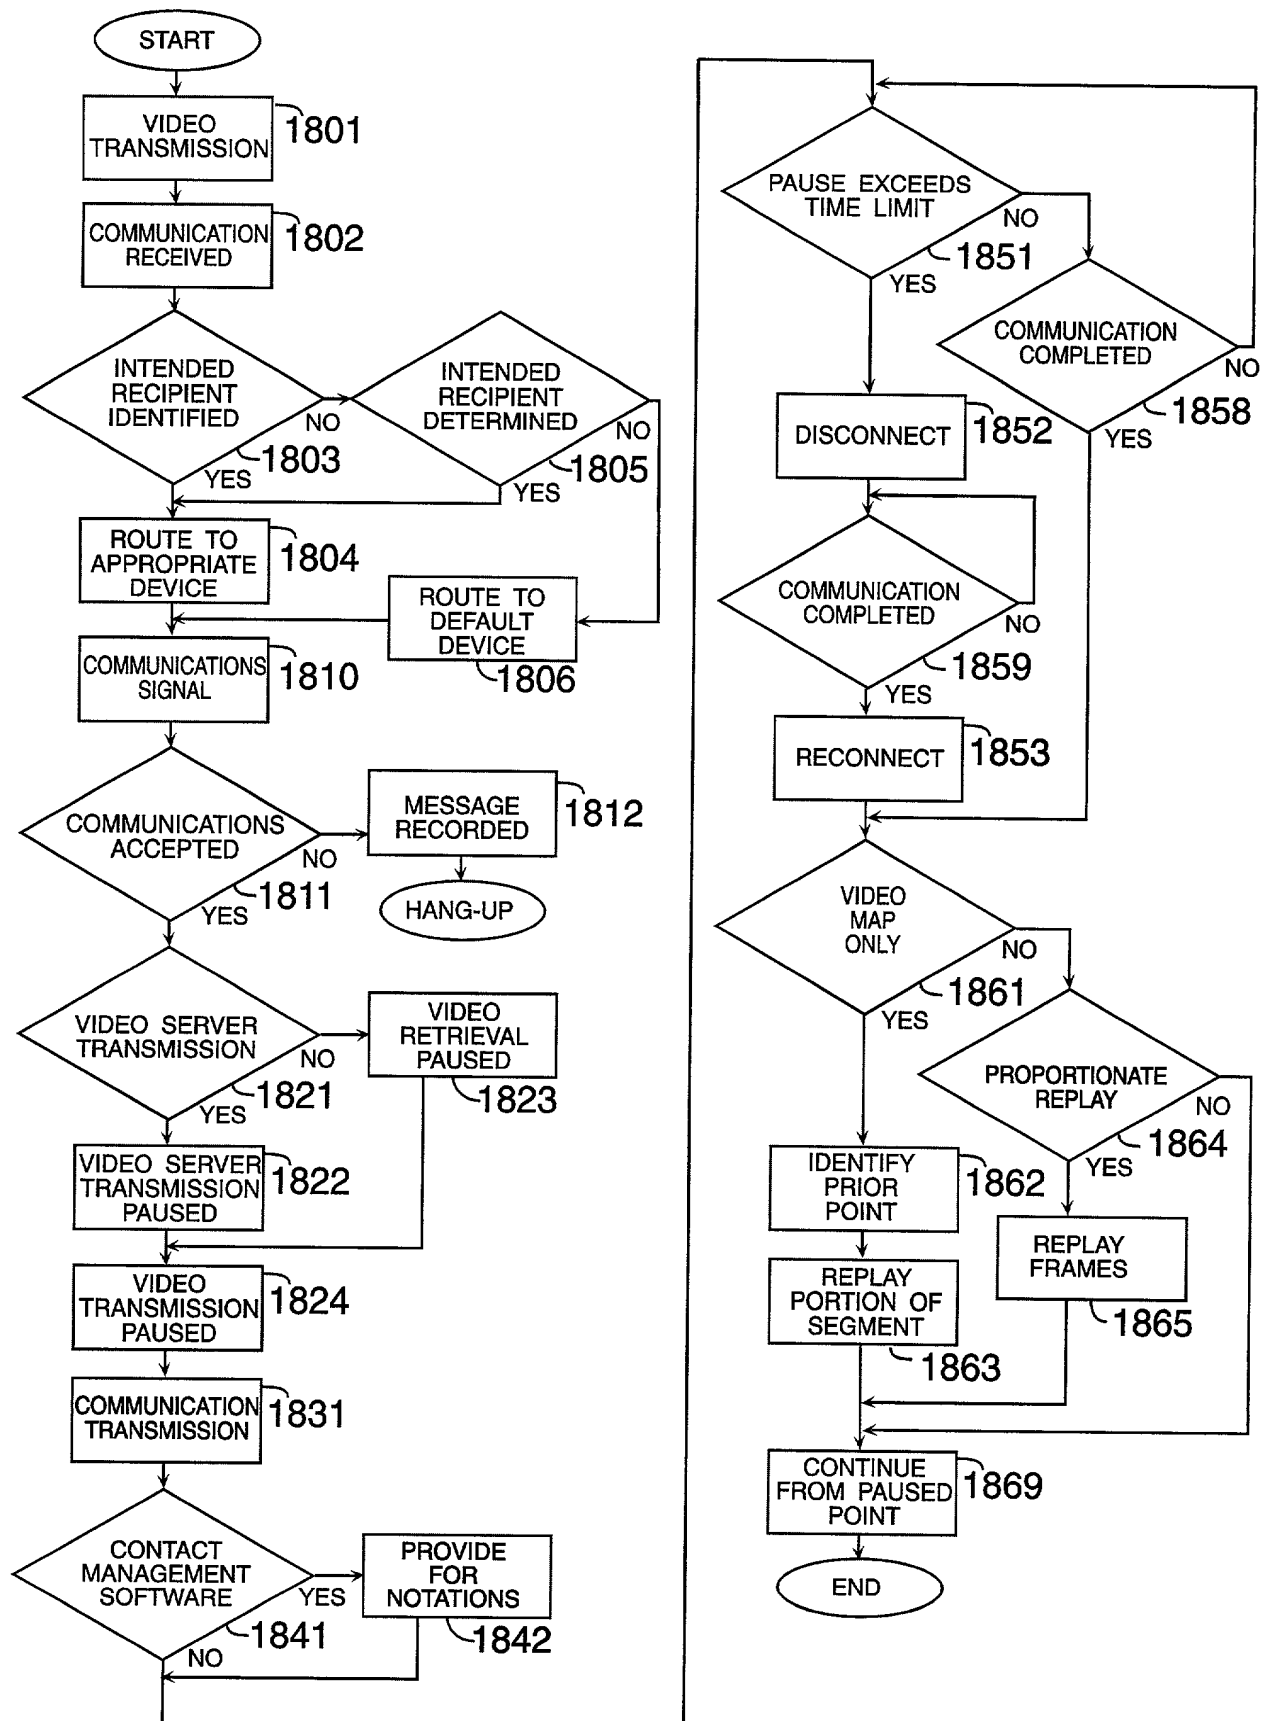 START
VIDEO
TRANSMISSION
1801
COMMUNICATION
RECEIVED
1802
INTENDED
RECIPIENT
IDENTIFIED
NO
1803
YES
INTENDED
RECIPIENT
DETERMINED
NO
1805
YES
ROUTE TO
APPROPRIATE
DEVICE
1804
ROUTE TO
DEFAULT
DEVICE
1806
COMMUNICATIONS
SIGNAL
1810
COMMUNICATIONS
ACCEPTED
NO
1811
YES
MESSAGE
RECORDED
1812
HANG-UP
VIDEO SERVER
TRANSMISSION
NO
1821
YES
VIDEO
RETRIEVAL
PAUSED
1823
VIDEO SERVER
TRANSMISSION
PAUSED
1822
VIDEO
TRANSMISSION
PAUSED
1824
COMMUNICATION
TRANSMISSION
1831
CONTACT
MANAGEMENT
SOFTWARE
YES
1841
NO
PROVIDE
FOR
NOTATIONS
1842
PAUSE EXCEEDS
TIME LIMIT
NO
1851
YES
COMMUNICATION
COMPLETED
NO
1858
YES
DISCONNECT
1852
COMMUNICATION
COMPLETED
NO
1859
YES
RECONNECT
1853
VIDEO
MAP
ONLY
NO
1861
YES
PROPORTIONATE
REPLAY
NO
1864
YES
IDENTIFY
PRIOR
POINT
1862
REPLAY
FRAMES
1865
REPLAY
PORTION OF
SEGMENT
1863
CONTINUE
FROM PAUSED
POINT
1869
END